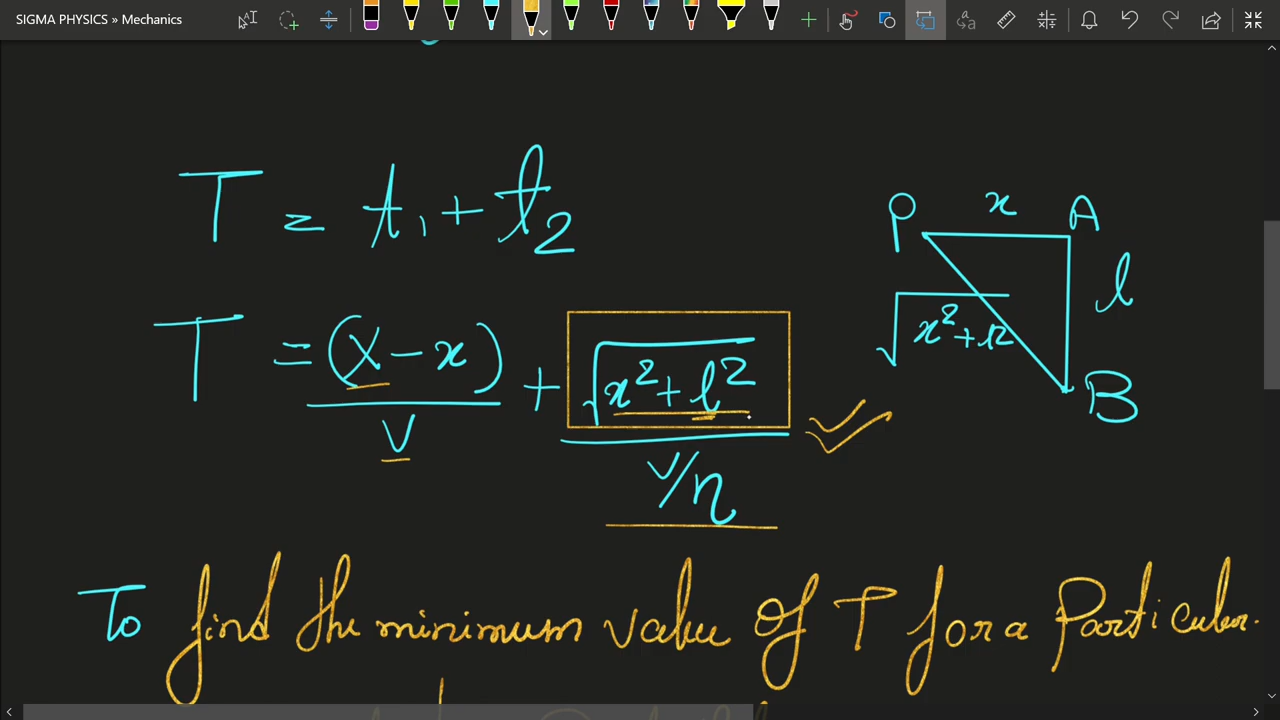 SIGMA PHYSICS » Mechanics
T = t₁ + t₂
P x A
l
T = (X - x)/V + √(x² + l²)/(V/η)
√(x² + l²)
B
To find the minimum value of T for a Particular